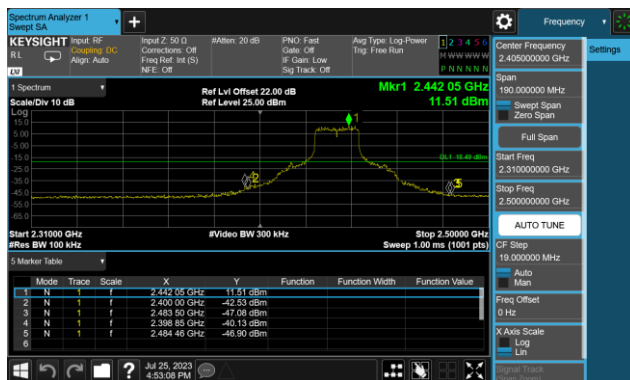 Spectrum Analyzer 1
Swept SA
Frequency
KEYSIGHT
RL
Input: RF
Coupling: DC
Align: Auto
Input Z: 50 Ω
Corrections: Off
Freq Ref: Int (S)
NFE: Off
#Atten: 20 dB
PNO: Fast
Gate: Off
IF Gain: Low
Sig Track: Off
Avg Type: Log-Power
Trig: Free Run
1 2 3 4 5 6
M W W W W W
P N N N N N
LXI
1 Spectrum
Scale/Div 10 dB
Ref Lvl Offset 22.00 dB
Ref Level 25.00 dBm
Mkr1 2.442 05 GHz
11.51 dBm
Log
15.0
5.00
-5.00
-15.0
-25.0
-35.0
-45.0
-55.0
-65.0
1
DL1 -18.49 dBm
Start 2.31000 GHz
#Video BW 300 kHz
Stop 2.50000 GHz
#Res BW 100 kHz
Sweep 1.00 ms (1001 pts)
5 Marker Table
Mode Trace Scale X Y Function Function Width Function Value
1 N 1 f 2.442 05 GHz 11.51 dBm
2 N 1 f 2.400 00 GHz -42.53 dBm
3 N 1 f 2.483 50 GHz -47.08 dBm
4 N 1 f 2.398 85 GHz -40.13 dBm
5 N 1 f 2.484 46 GHz -46.90 dBm
6
?
Jul 25, 2023
4:53:08 PM
Center Frequency
2.405000000 GHz
Settings
Span
190.000000 MHz
Swept Span
Zero Span
Full Span
Start Freq
2.310000000 GHz
Stop Freq
2.500000000 GHz
AUTO TUNE
CF Step
19.000000 MHz
Auto
Man
Freq Offset
0 Hz
X Axis Scale
Log
Lin
Signal Track